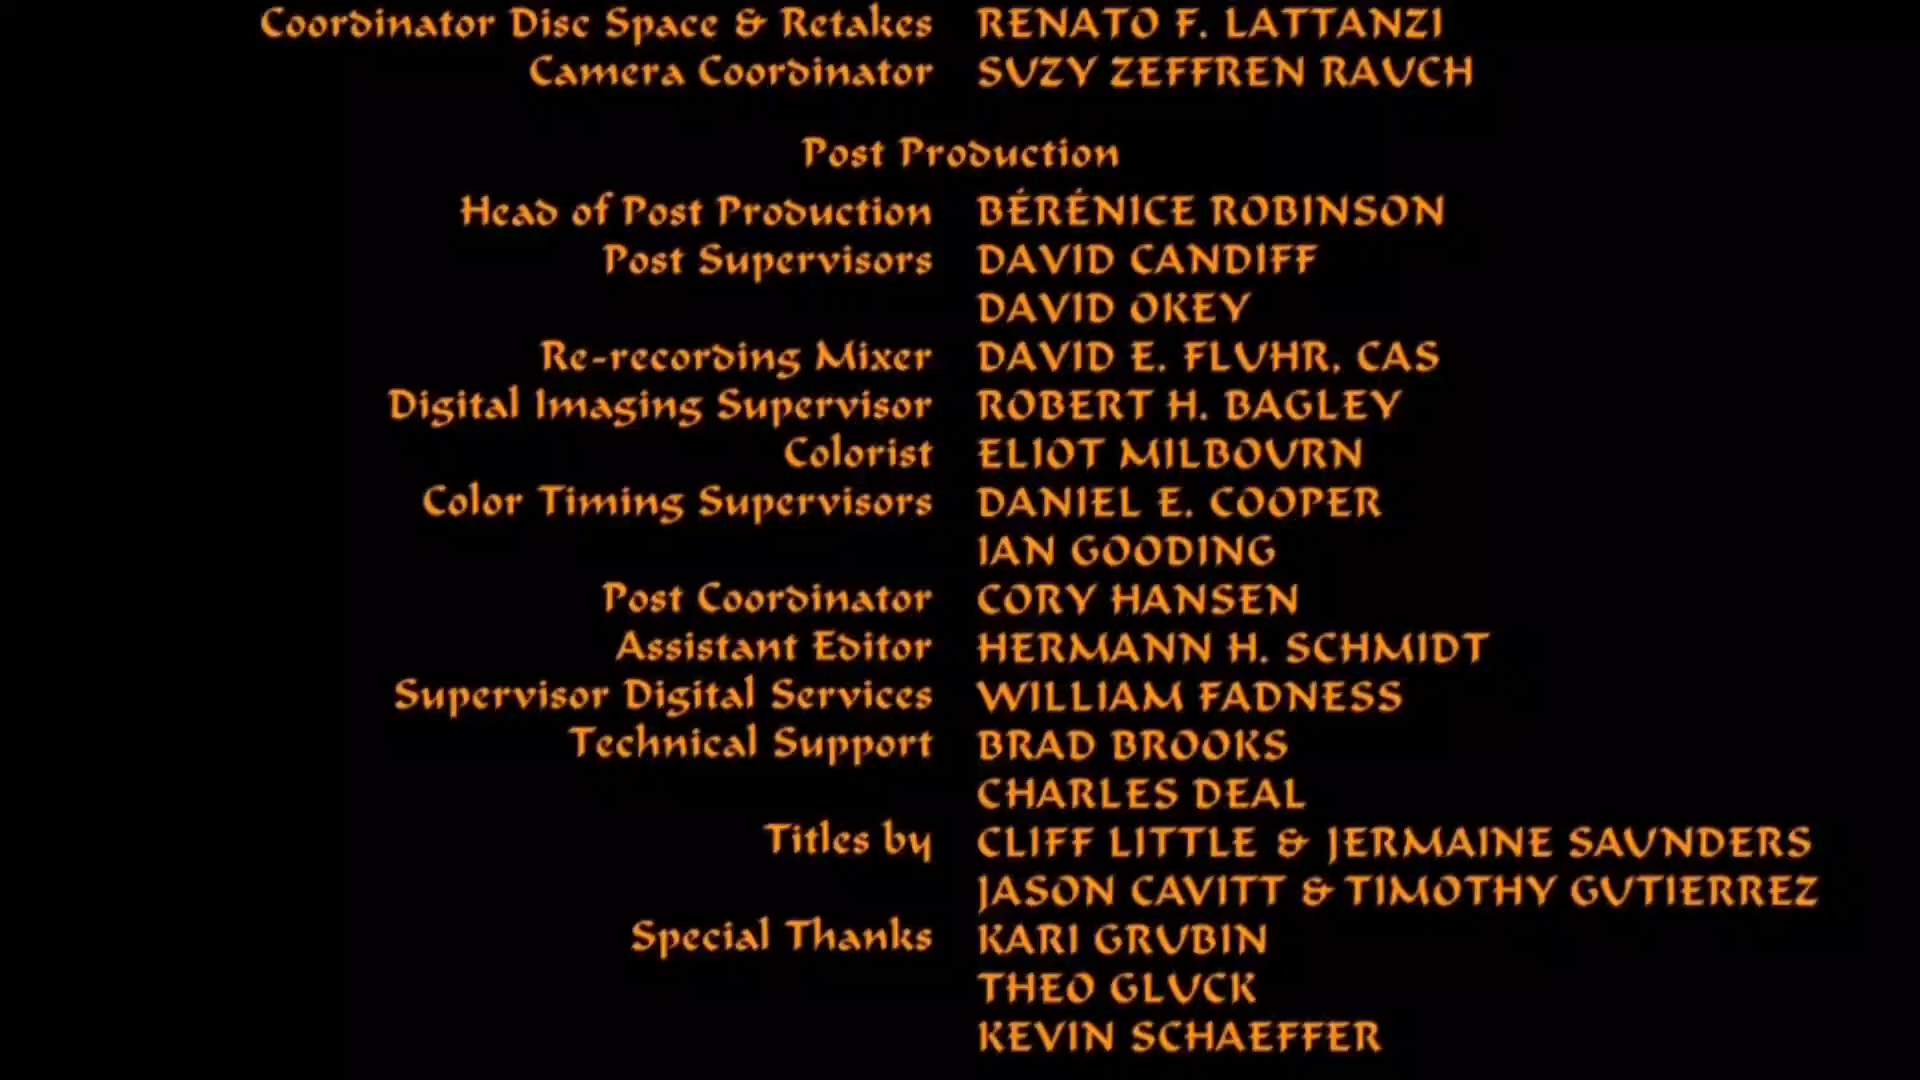 Coordinator Disc Space & Retakes RENATO F. LATTANZI
Camera Coordinator SUZY ZEFFREN RAUCH
Post Production
Head of Post Production BÉRÉNICE ROBINSON
Post Supervisors DAVID CANDIFF
DAVID OKEY
Re-recording Mixer DAVID E. FLUHR, CAS
Digital Imaging Supervisor ROBERT H. BAGLEY
Colorist ELIOT MILBOURN
Color Timing Supervisors DANIEL E. COOPER
IAN GOODING
Post Coordinator CORY HANSEN
Assistant Editor HERMANN H. SCHMIDT
Supervisor Digital Services WILLIAM FADNESS
Technical Support BRAD BROOKS
CHARLES DEAL
Titles by CLIFF LITTLE & JERMAINE SAUNDERS
JASON CAVITT & TIMOTHY GUTIERREZ
Special Thanks KARI GRUBIN
THEO GLUCK
KEVIN SCHAEFFER